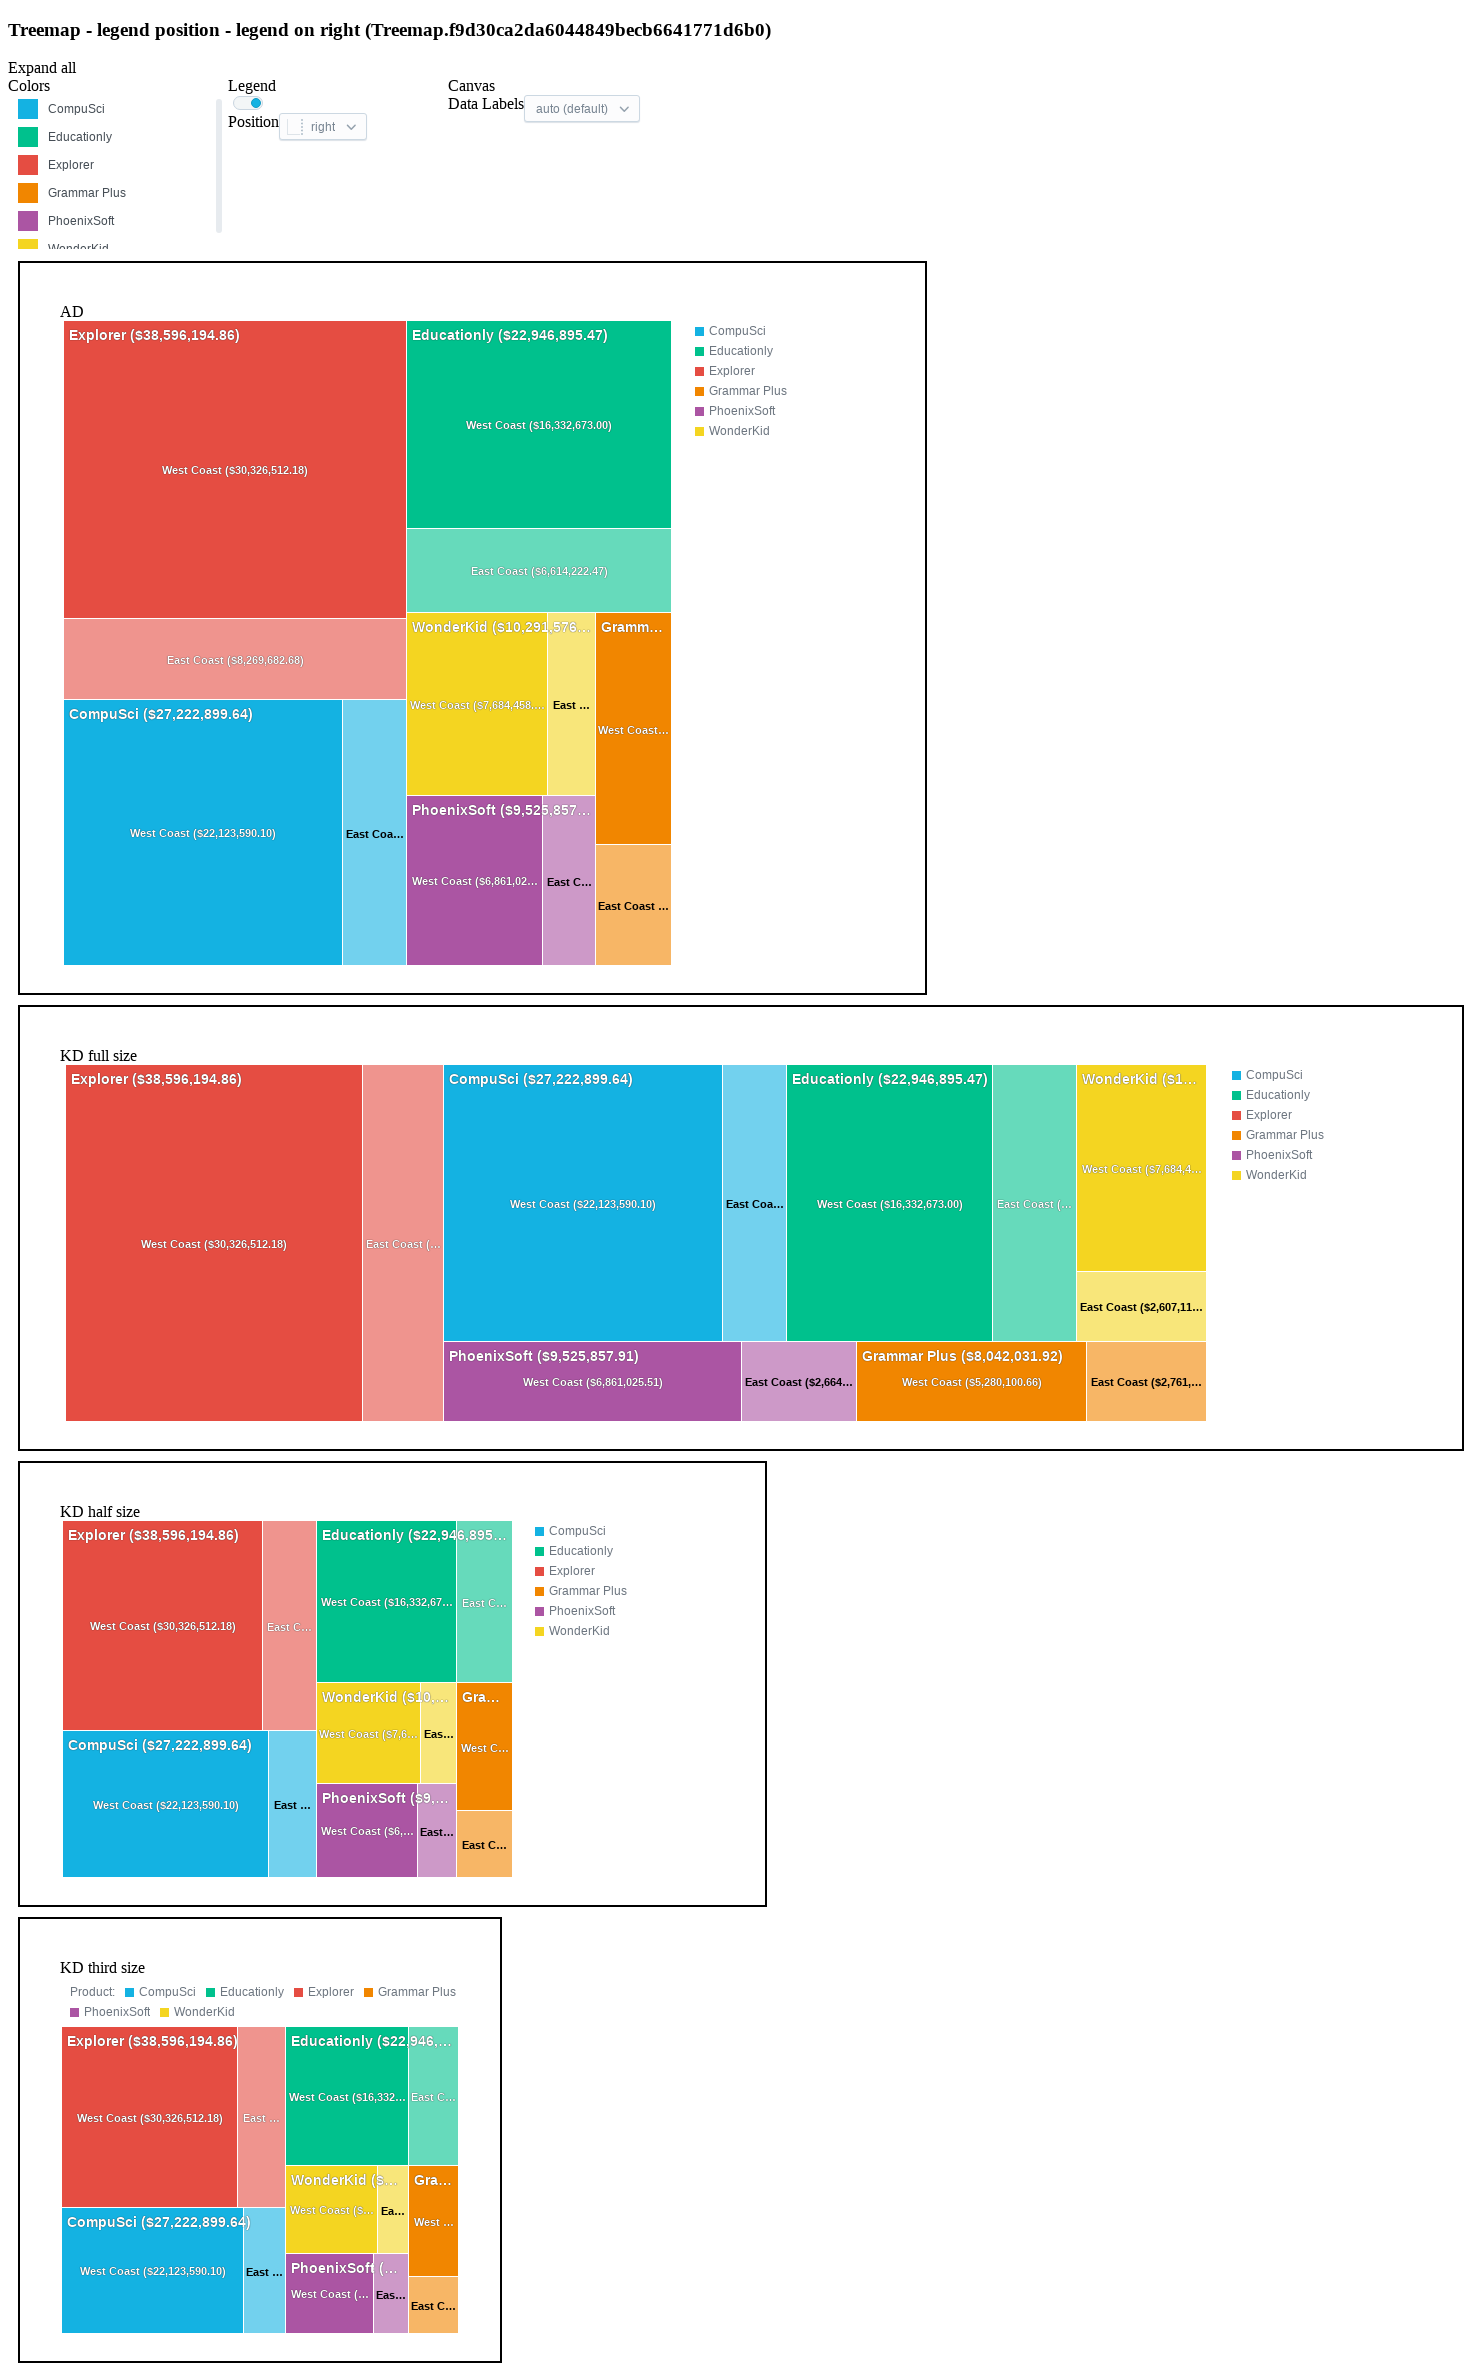 Treemap - legend position - legend on right (Treemap.f9d30ca2da6044849becb6641771d6b0)
Expand all
Colors
CompuSci
Educationly
Explorer
Grammar Plus
PhoenixSoft
WonderKid
Legend
Position right
Canvas
Data Labels auto (default)
AD
Explorer ($38,596,194.86)
West Coast ($30,326,512.18)
East Coast ($8,269,682.68)
CompuSci ($27,222,899.64)
West Coast ($22,123,590.10)
East Coa…
Educationly ($22,946,895.47)
West Coast ($16,332,673.00)
East Coast ($6,614,222.47)
WonderKid ($10,291,576…
West Coast ($7,684,458.…
East …
PhoenixSoft ($9,525,857…
West Coast ($6,861,02…
East C…
Gramm…
West Coast…
East Coast …
CompuSci
Educationly
Explorer
Grammar Plus
PhoenixSoft
WonderKid
KD full size
Explorer ($38,596,194.86)
West Coast ($30,326,512.18)
East Coast (…
CompuSci ($27,222,899.64)
West Coast ($22,123,590.10)
East Coa…
Educationly ($22,946,895.47)
West Coast ($16,332,673.00)
East Coast (…
WonderKid ($1…
West Coast ($7,684,4…
East Coast ($2,607,11…
PhoenixSoft ($9,525,857.91)
West Coast ($6,861,025.51)
East Coast ($2,664…
Grammar Plus ($8,042,031.92)
West Coast ($5,280,100.66)
East Coast ($2,761,…
CompuSci
Educationly
Explorer
Grammar Plus
PhoenixSoft
WonderKid
KD half size
Explorer ($38,596,194.86)
West Coast ($30,326,512.18)
East C…
CompuSci ($27,222,899.64)
West Coast ($22,123,590.10)
East …
Educationly ($22,946,895…
West Coast ($16,332,67…
East C…
WonderKid ($10,…
West Coast ($7,6…
Eas…
PhoenixSoft ($9,…
West Coast ($6,…
East…
Gra…
West C…
East C…
CompuSci
Educationly
Explorer
Grammar Plus
PhoenixSoft
WonderKid
KD third size
Product: CompuSci Educationly Explorer Grammar Plus
PhoenixSoft WonderKid
Explorer ($38,596,194.86)
West Coast ($30,326,512.18)
East …
CompuSci ($27,222,899.64)
West Coast ($22,123,590.10)
East …
Educationly ($22,946,…
West Coast ($16,332…
East C…
WonderKid ($…
West Coast ($…
Ea…
PhoenixSoft (…
West Coast (…
Eas…
Gra…
West …
East C…